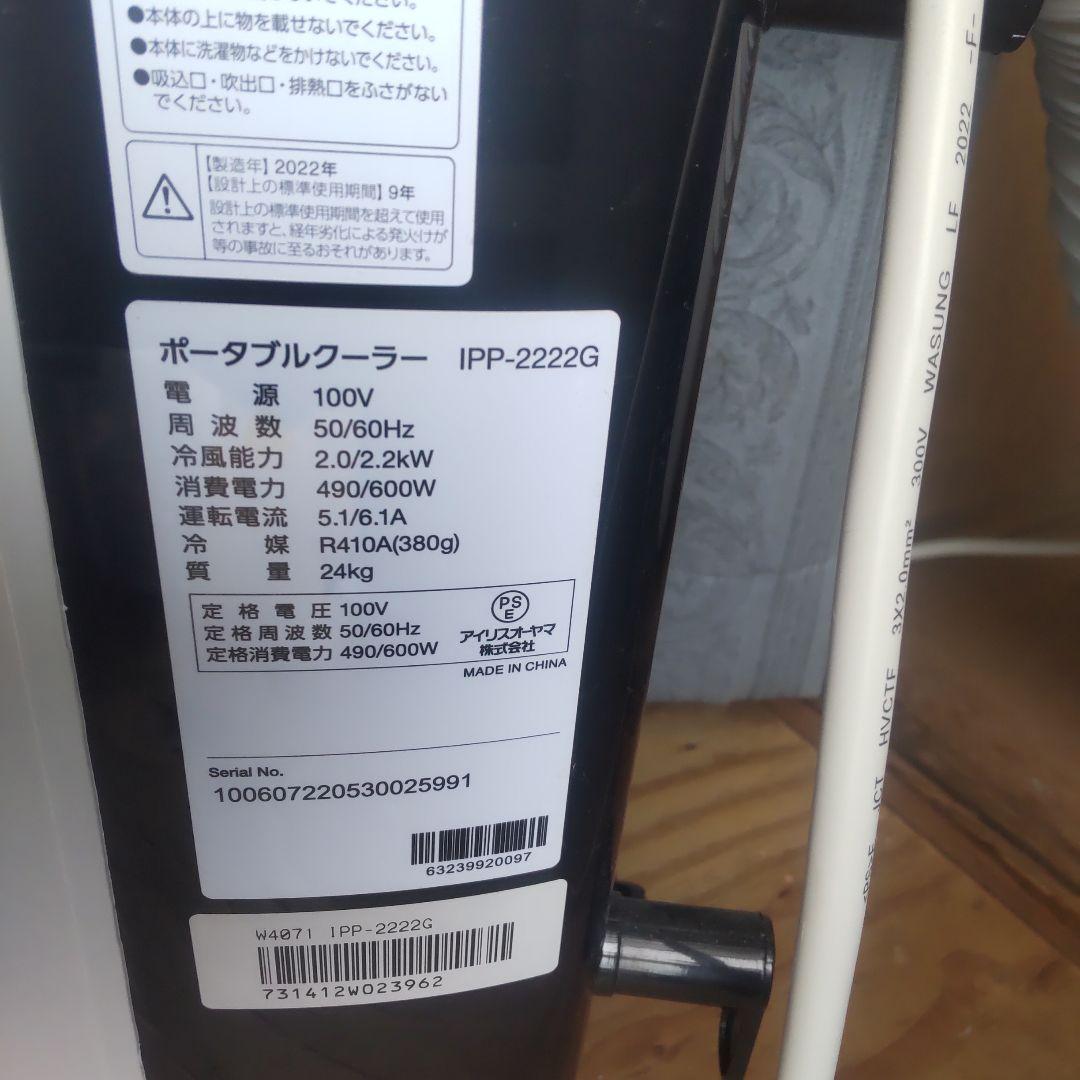 ●本体の上に物を載せないでください。
●本体に洗濯物などをかけないでください。
●吸込口・吹出口・排熱口をふさがない
でください。
【製造年】2022年
【設計上の標準使用期間】9年
設計上の標準使用期間を超えて使用
されますと、経年劣化による発火けが
等の事故に至るおそれがあります。
ポータブルクーラー IPP-2222G
電源 100V
周波数 50/60Hz
冷風能力 2.0/2.2kW
消費電力 490/600W
運転電流 5.1/6.1A
冷媒 R410A(380g)
質量 24kg
定格電圧 100V
定格周波数 50/60Hz
定格消費電力 490/600W
PS
E
アイリスオーヤマ
株式会社
MADE IN CHINA
Serial No.
100607220530025991
63239920097
W4071 IPP-2222G
731412W023962
JCT HVCTF 3X2.0mm² 300V WASUNG LF 2022 -F-